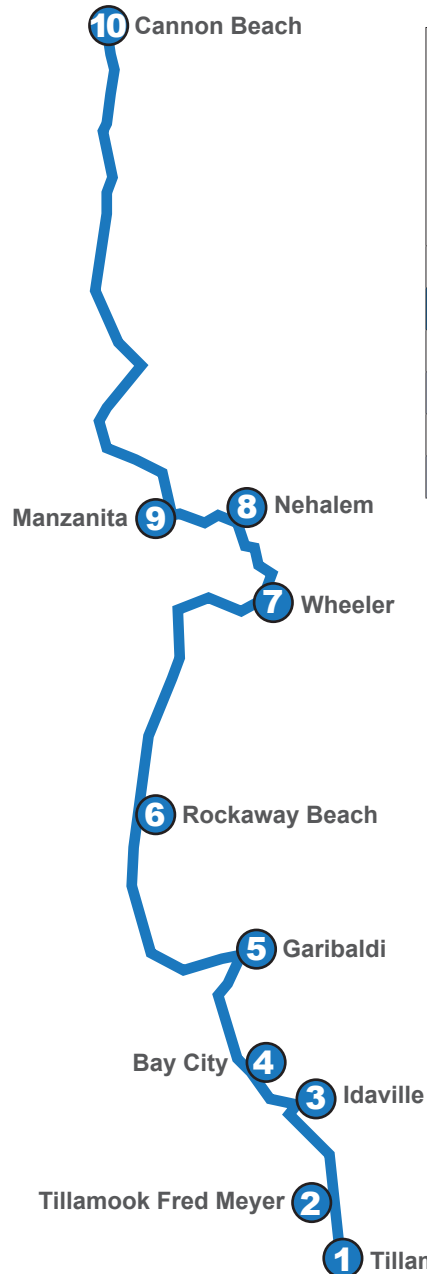 10 Cannon Beach
8 Nehalem
Manzanita 9
7 Wheeler
6 Rockaway Beach
5 Garibaldi
Bay City 4
3 Idaville
Tillamook Fred Meyer 2
1